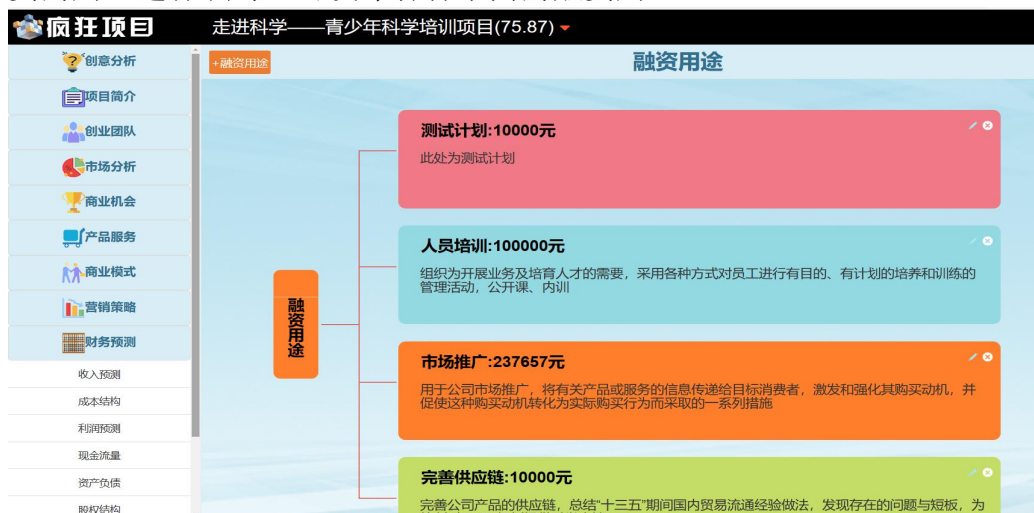 疯狂项目
走进科学——青少年科学培训项目(75.87)
创意分析
项目简介
创业团队
市场分析
商业机会
产品服务
商业模式
营销策略
财务预测
收入预测
成本结构
利润预测
现金流量
资产负债
股权结构
+融资用途
融资用途
融资用途
测试计划:10000元
此处为测试计划
人员培训:100000元
组织为开展业务及培育人才的需要，采用各种方式对员工进行有目的、有计划的培养和训练的
管理活动，公开课、内训
市场推广:237657元
用于公司市场推广，将有关产品或服务的信息传递给目标消费者，激发和强化其购买动机，并
促使这种购买动机转化为实际购买行为而采取的一系列措施
完善供应链:10000元
完善公司产品的供应链，总结“十三五”期间国内贸易流通经验做法，发现存在的问题与短板，为